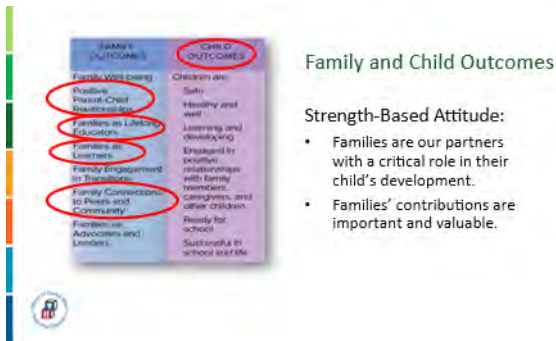 FAMILY
OUTCOMES
Family Well-being
Positive
Parent-Child
Relationships
Families as Lifelong
Educators
Families as
Learners
Family Engagement
in Transitions
Family Connections
to Peers and
Community
Families as
Advocates and
Leaders
CHILD
OUTCOMES
Children are:
Safe
Healthy and
well
Learning and
developing
Engaged in
positive
relationships
with family
members,
caregivers, and
other children
Ready for
school
Successful in
school and life
Family and Child Outcomes
Strength-Based Attitude:
• Families are our partners
with a critical role in their
child's development.
• Families' contributions are
important and valuable.